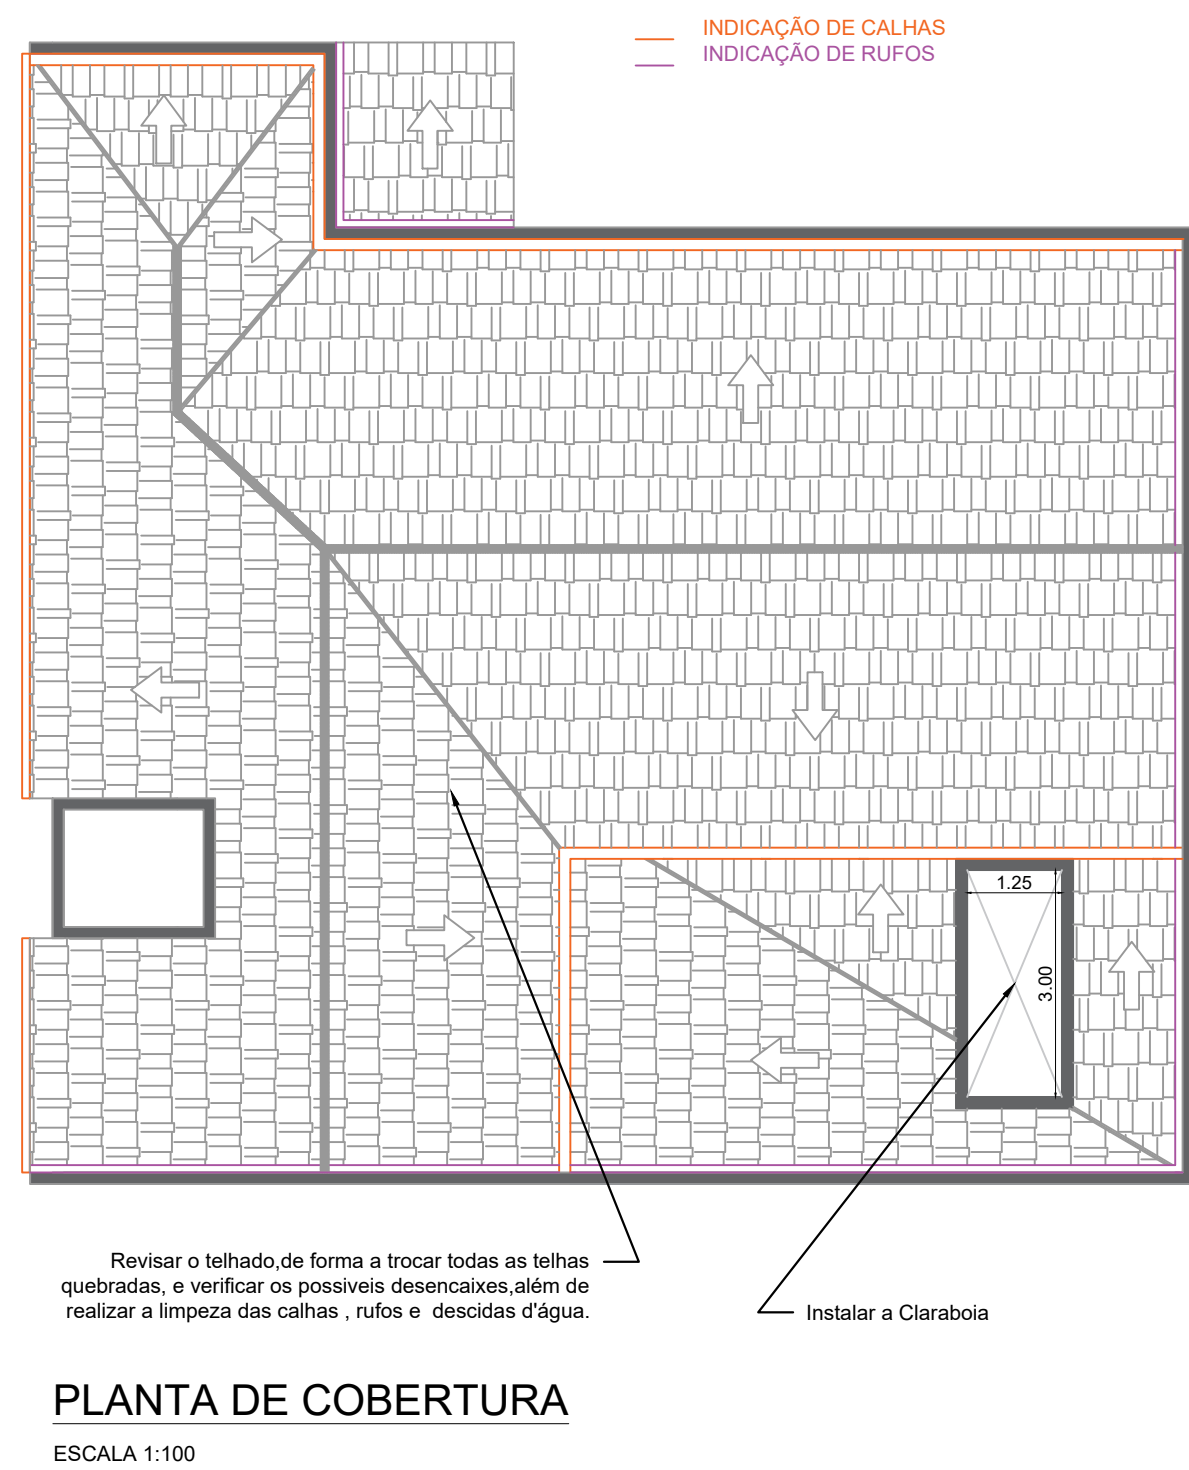 INDICAÇÃO DE CALHAS
INDICAÇÃO DE RUFOS
1.25
3.00
Revisar o telhado,de forma a trocar todas as telhas
quebradas, e verificar os possiveis desencaixes,além de
realizar a limpeza das calhas , rufos e descidas d'água.
Instalar a Claraboia
PLANTA DE COBERTURA
ESCALA 1:100